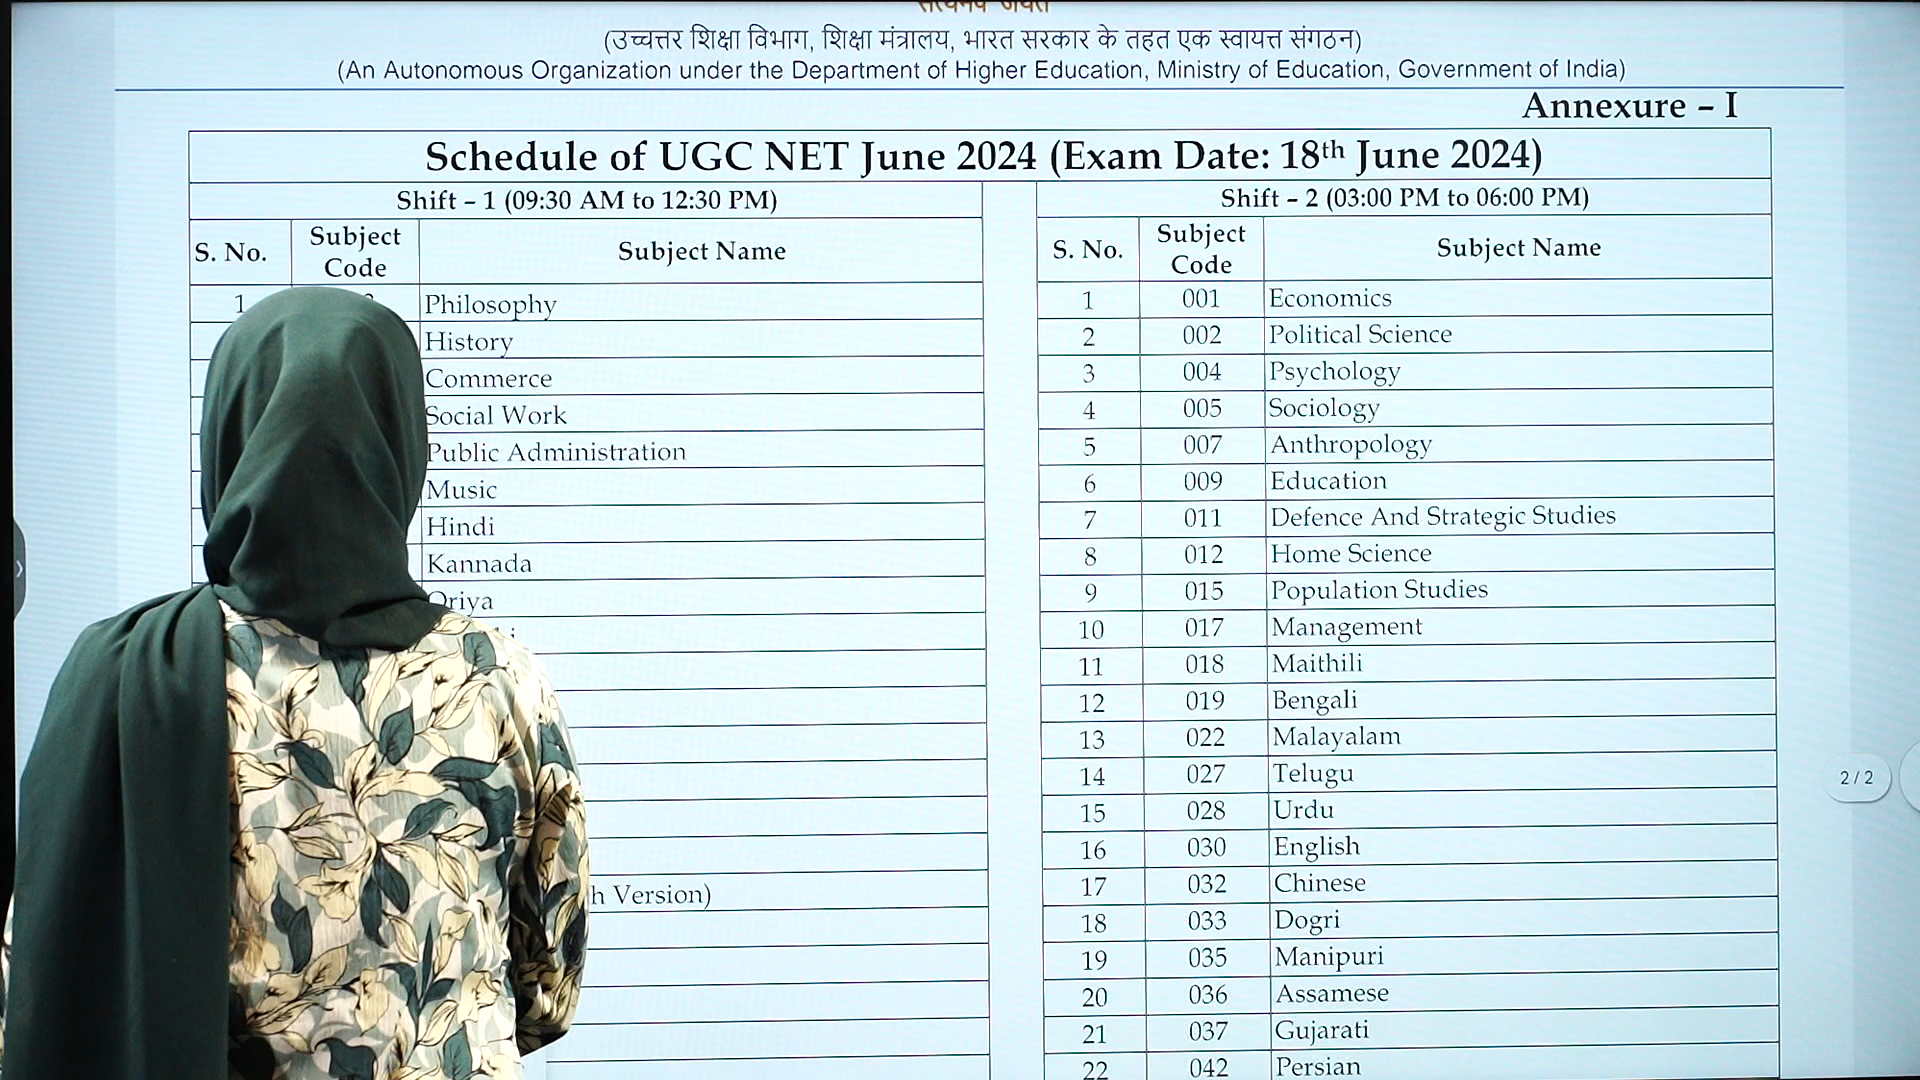 (उच्चत्तर शिक्षा विभाग, शिक्षा मंत्रालय, भारत सरकार के तहत एक स्वायत्त संगठन)
(An Autonomous Organization under the Department of Higher Education, Ministry of Education, Government of India)
Annexure – I
Schedule of UGC NET June 2024 (Exam Date: 18th June 2024)
Shift – 1 (09:30 AM to 12:30 PM)
S. No. Subject Code Subject Name
1 Philosophy
History
Commerce
Social Work
Public Administration
Music
Hindi
Kannada
Oriya
Version)
Shift – 2 (03:00 PM to 06:00 PM)
S. No. Subject Code Subject Name
1 001 Economics
2 002 Political Science
3 004 Psychology
4 005 Sociology
5 007 Anthropology
6 009 Education
7 011 Defence And Strategic Studies
8 012 Home Science
9 015 Population Studies
10 017 Management
11 018 Maithili
12 019 Bengali
13 022 Malayalam
14 027 Telugu
15 028 Urdu
16 030 English
17 032 Chinese
18 033 Dogri
19 035 Manipuri
20 036 Assamese
21 037 Gujarati
22 042 Persian
2 / 2